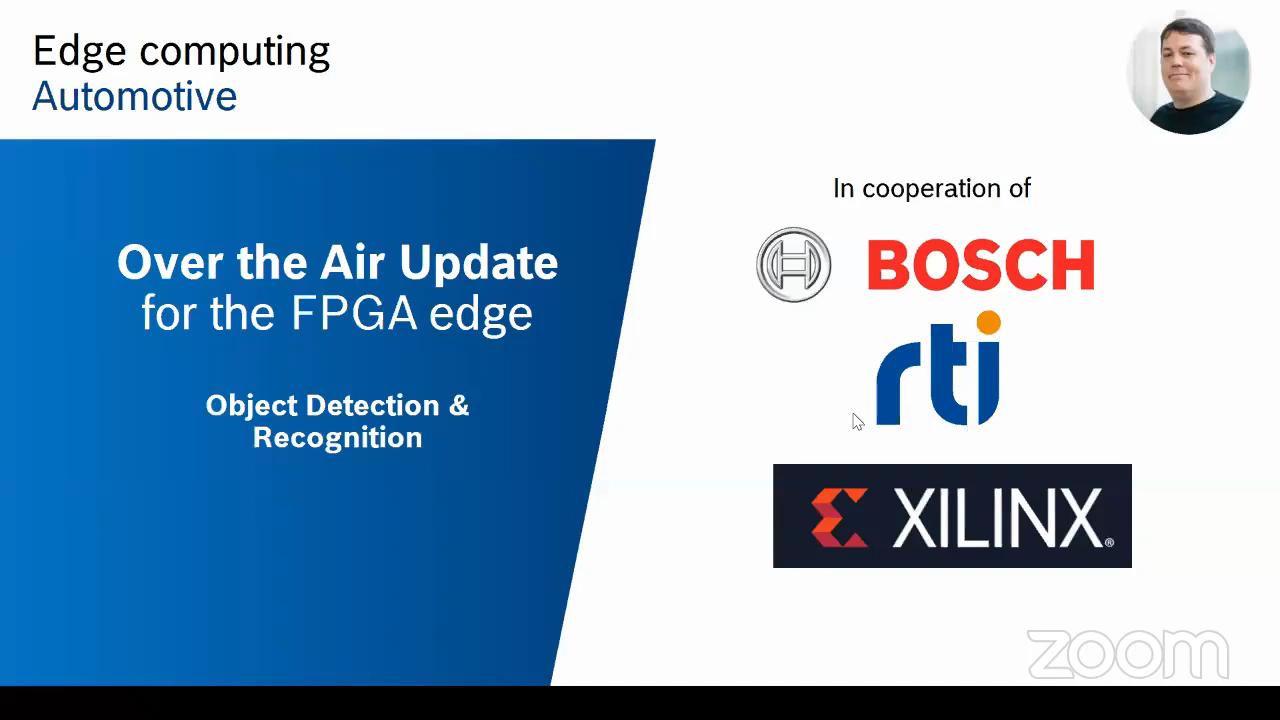 Edge computing
Automotive
Over the Air Update
for the FPGA edge
Object Detection &
Recognition
In cooperation of
BOSCH
rti
XILINX®
zoom